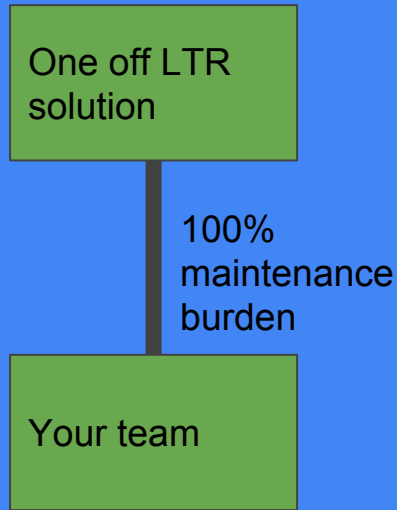 One off LTR
solution
100%
maintenance
burden
Your team